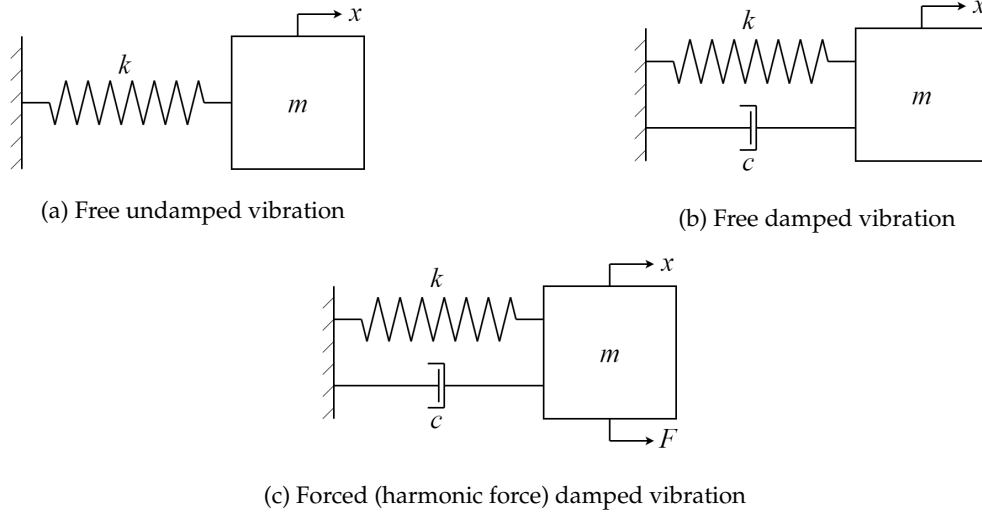 x
k
m
(a) Free undamped vibration
x
k
m
c
(b) Free damped vibration
x
k
m
c
F
(c) Forced (harmonic force) damped vibration